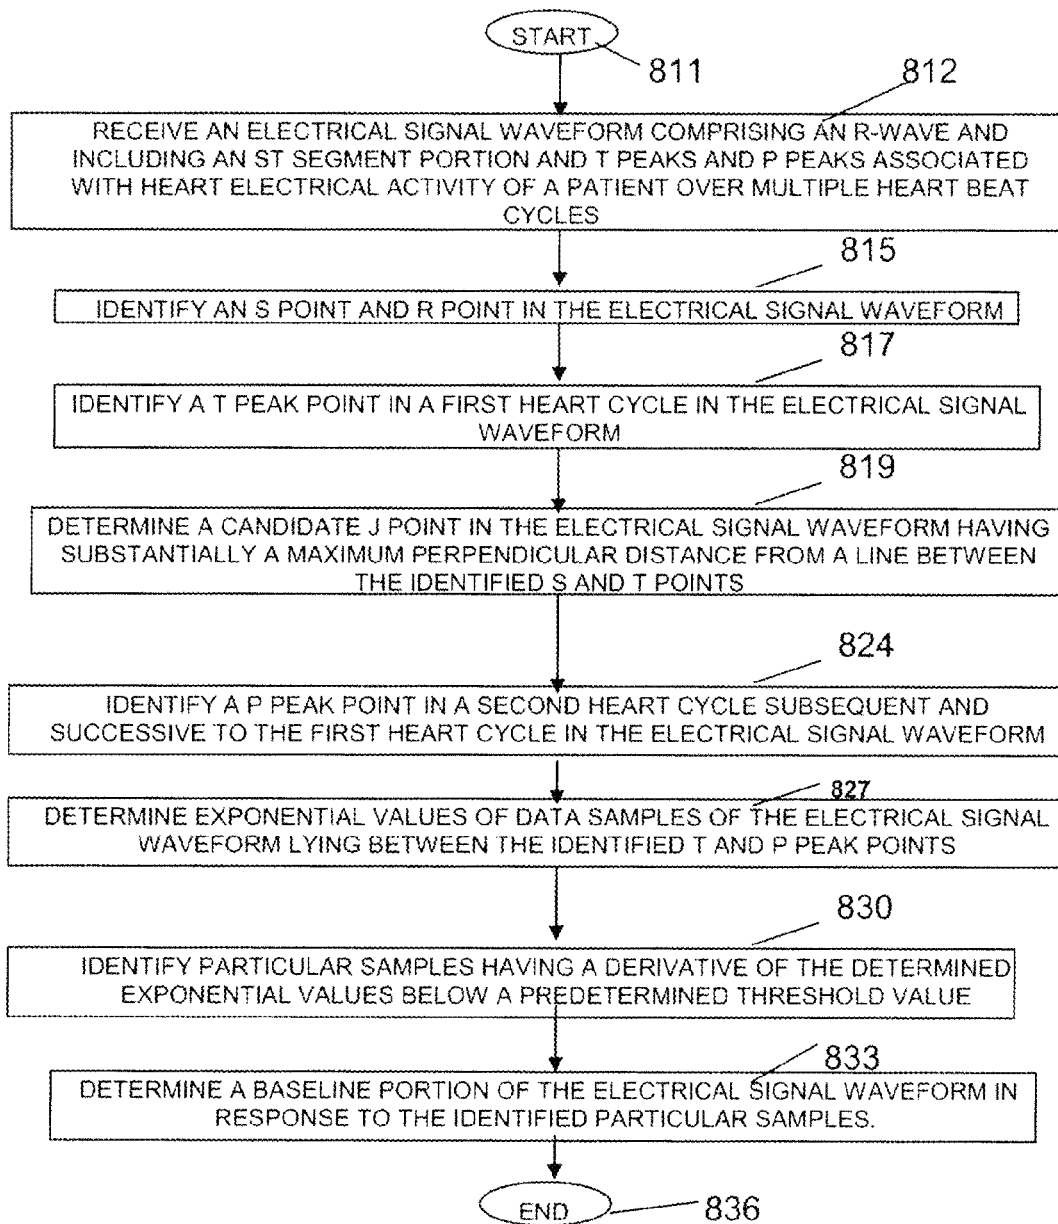 START
811
812
RECEIVE AN ELECTRICAL SIGNAL WAVEFORM COMPRISING AN R-WAVE AND
INCLUDING AN ST SEGMENT PORTION AND T PEAKS AND P PEAKS ASSOCIATED
WITH HEART ELECTRICAL ACTIVITY OF A PATIENT OVER MULTIPLE HEART BEAT
CYCLES
815
IDENTIFY AN S POINT AND R POINT IN THE ELECTRICAL SIGNAL WAVEFORM
817
IDENTIFY A T PEAK POINT IN A FIRST HEART CYCLE IN THE ELECTRICAL SIGNAL
WAVEFORM
819
DETERMINE A CANDIDATE J POINT IN THE ELECTRICAL SIGNAL WAVEFORM HAVING
SUBSTANTIALLY A MAXIMUM PERPENDICULAR DISTANCE FROM A LINE BETWEEN
THE IDENTIFIED S AND T POINTS
824
IDENTIFY A P PEAK POINT IN A SECOND HEART CYCLE SUBSEQUENT AND
SUCCESSIVE TO THE FIRST HEART CYCLE IN THE ELECTRICAL SIGNAL WAVEFORM
827
DETERMINE EXPONENTIAL VALUES OF DATA SAMPLES OF THE ELECTRICAL SIGNAL
WAVEFORM LYING BETWEEN THE IDENTIFIED T AND P PEAK POINTS
830
IDENTIFY PARTICULAR SAMPLES HAVING A DERIVATIVE OF THE DETERMINED
EXPONENTIAL VALUES BELOW A PREDETERMINED THRESHOLD VALUE
833
DETERMINE A BASELINE PORTION OF THE ELECTRICAL SIGNAL WAVEFORM IN
RESPONSE TO THE IDENTIFIED PARTICULAR SAMPLES.
END
836